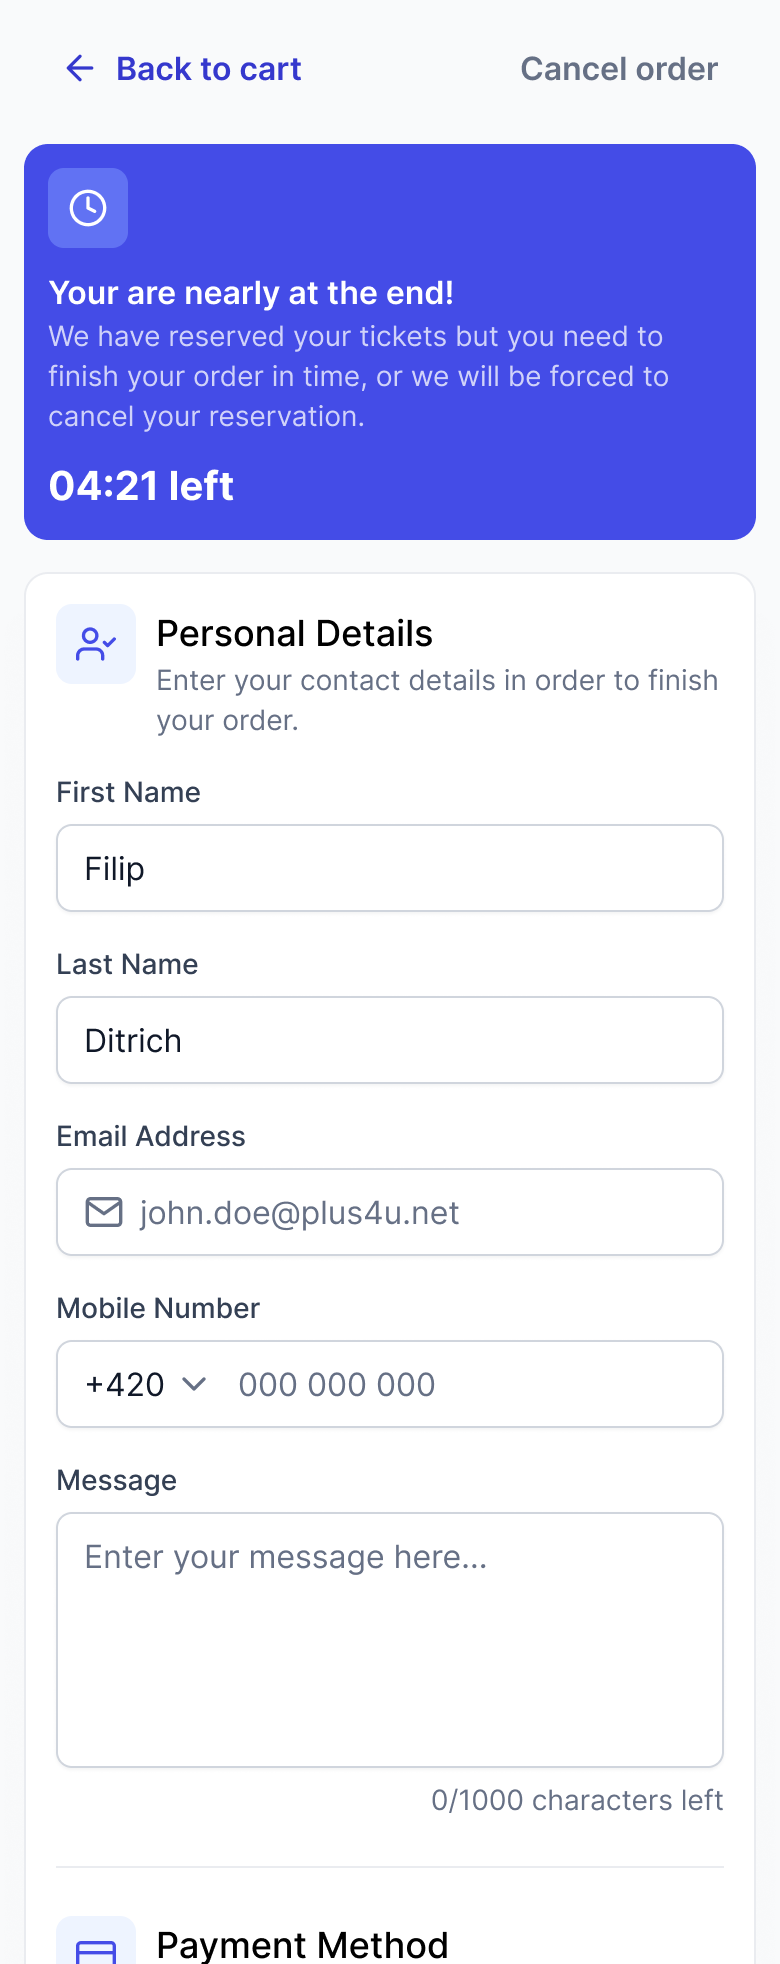 Back to cart
Cancel order
Your are nearly at the end!
We have reserved your tickets but you need to
finish your order in time, or we will be forced to
cancel your reservation.
04:21 left
Personal Details
Enter your contact details in order to finish
your order.
First Name
Filip
Last Name
Ditrich
Email Address
john.doe@plus4u.net
Mobile Number
+420 000 000 000
Message
Enter your message here...
0/1000 characters left
Payment Method